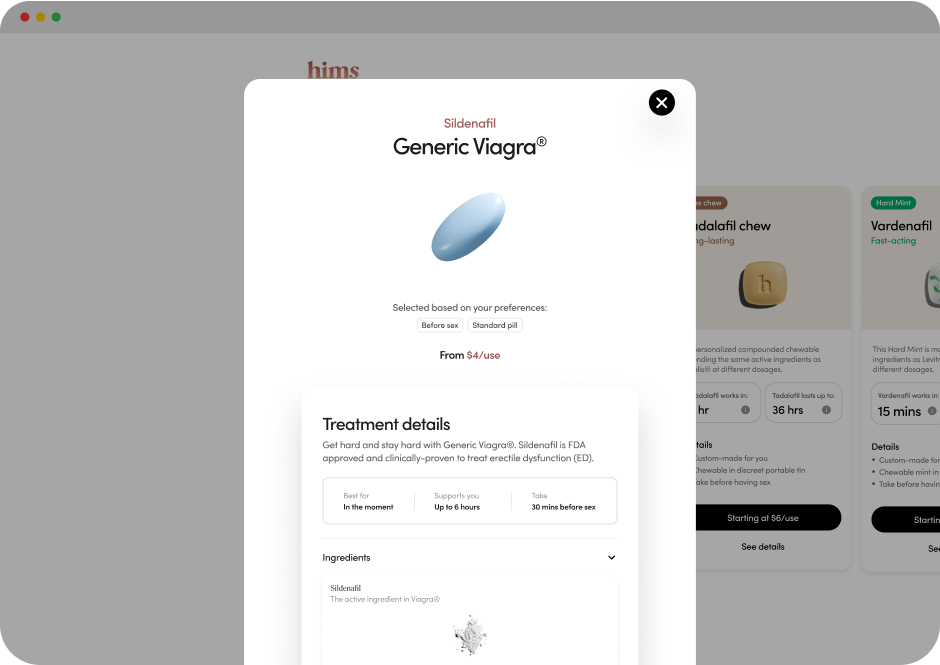 hims
Sildenafil
Generic Viagra®
Selected based on your preferences:
Before sex
Standard pill
From $4/use
Treatment details
Get hard and stay hard with Generic Viagra®. Sildenafil is FDA
approved and clinically-proven to treat erectile dysfunction (ED).
Best for
In the moment
Supports you
Up to 6 hours
Take
30 mins before sex
Ingredients
Sildenafil
The active ingredient in Viagra®
chew
dalafil chew
ng-lasting
h
personalized compounded chewable
nding the same active ingredients as
lis® at different dosages.
dalafil works in:
hr
Tadalafil lasts up to:
36 hrs
tails
ustom-made for you
Chewable in discreet portable tin
ake before having sex
Starting at $6/use
See details
Hard Mint
Vardenafil
Fast-acting
This Hard Mint is
ingredients as Levit
different dosages.
Vardenafil works in:
15 mins
Details
• Custom-made for
• Chewable mint in
• Take before havin
Startin
See